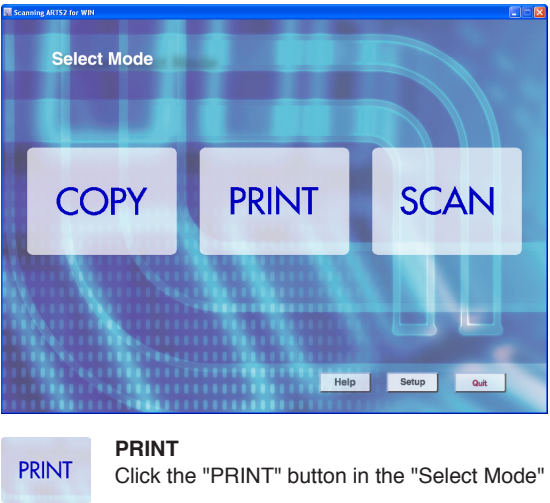 Scanning ARTS2 for WIN
Select Mode
COPY PRINT SCAN
Help Setup Quit
PRINT
PRINT
Click the "PRINT" button in the "Select Mode"